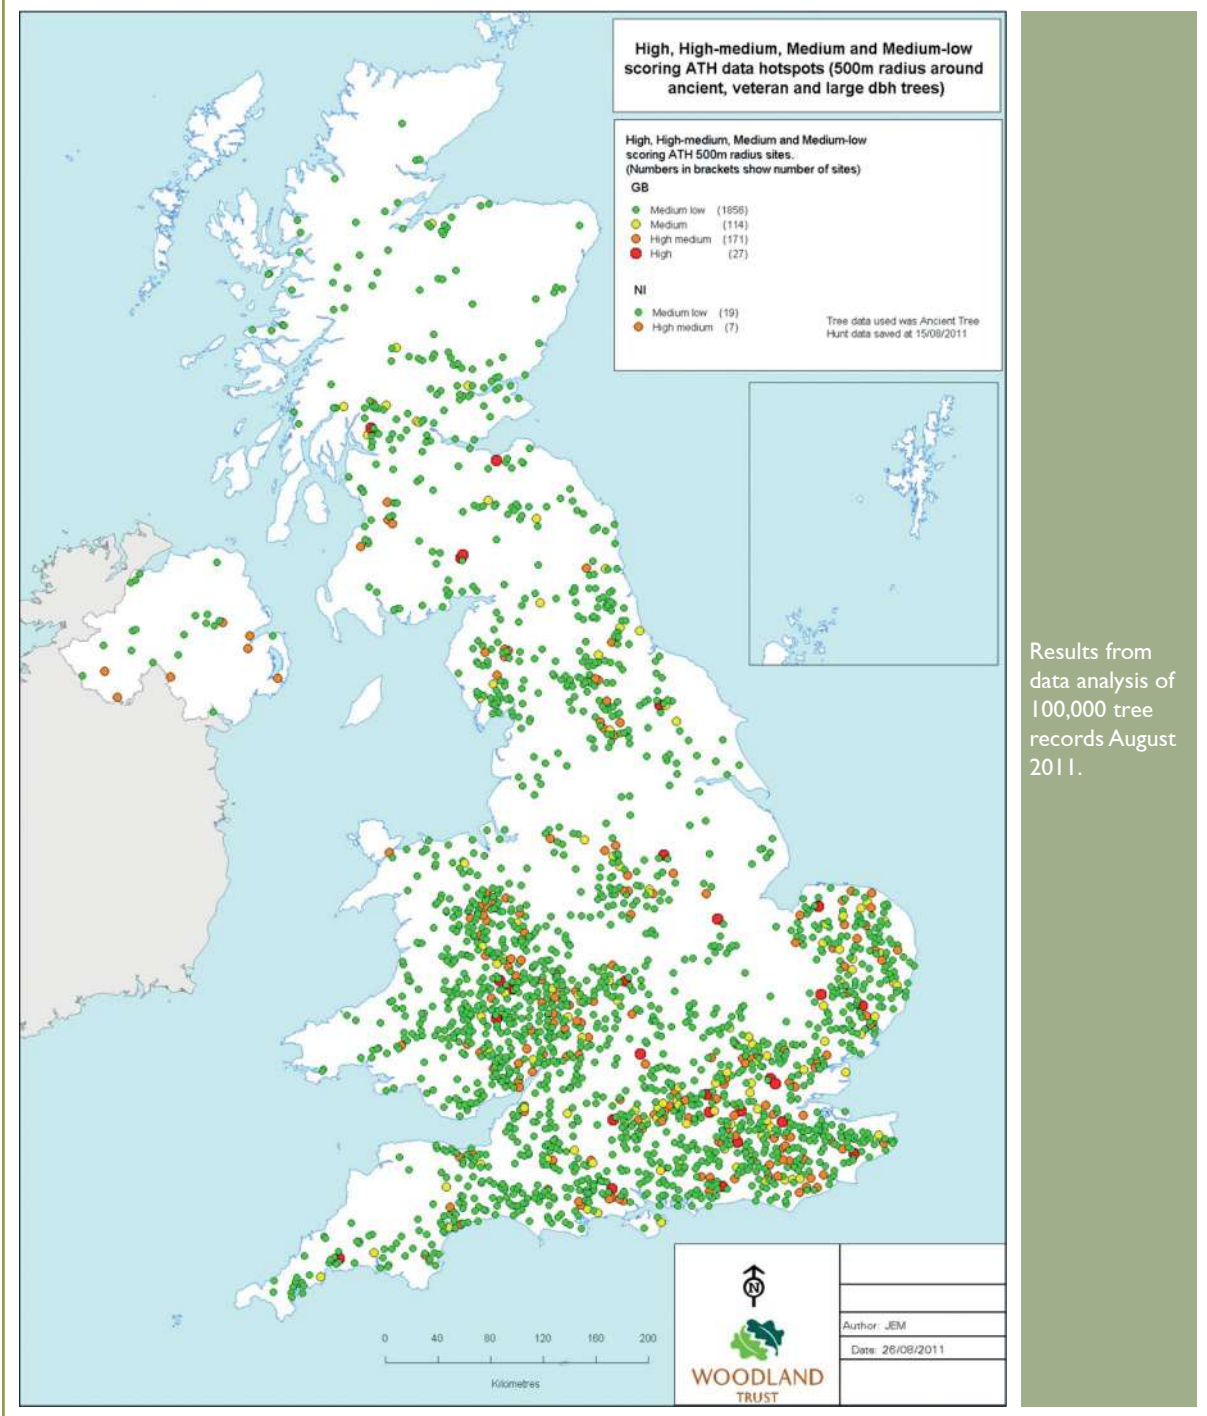 High, High-medium, Medium and Medium-low
scoring ATH data hotspots (500m radius around
ancient, veteran and large dbh trees)
High, High-medium, Medium and Medium-low
scoring ATH 500m radius sites.
(Numbers in brackets show number of sites)
GB
Medium low (1856)
Medium (114)
High medium (171)
High (27)
NI
Medium low (19)
High medium (7)
Tree data used was Ancient Tree
Hunt data saved at 15/08/2011
Results from
data analysis of
100,000 tree
records August
2011.
N
0 40 80 120 160 200
Kilometres
WOODLAND
TRUST
Author: JEM
Date: 26/08/2011